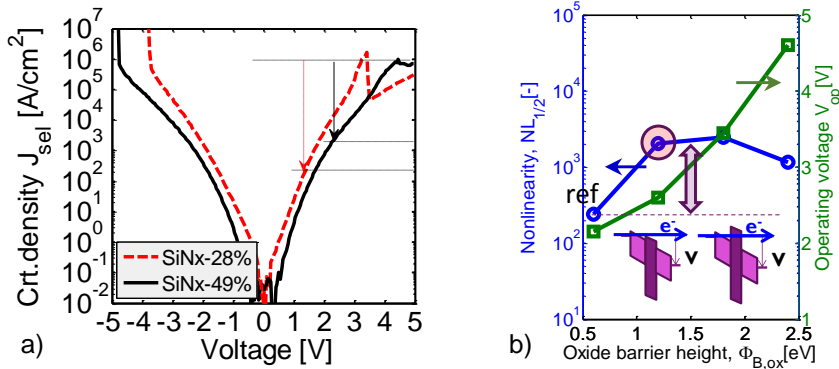 10^7
10^6
10^5
10^4
10^3
10^2
10^1
10^0
10^-1
10^-2
Crt.density J_sel [A/cm^2]
SiNx-28%
SiNx-49%
-5 -4 -3 -2 -1 0 1 2 3 4 5
Voltage [V]
a)
10^5
10^4
10^3
10^2
10^1
Nonlinearity, NL_1/2[-]
ref
e^- e^-
V V
5
4
3
2
1
Operating voltage V_op[V]
0.5 1 1.5 2 2.5
Oxide barrier height, Φ_B,ox[eV]
b)